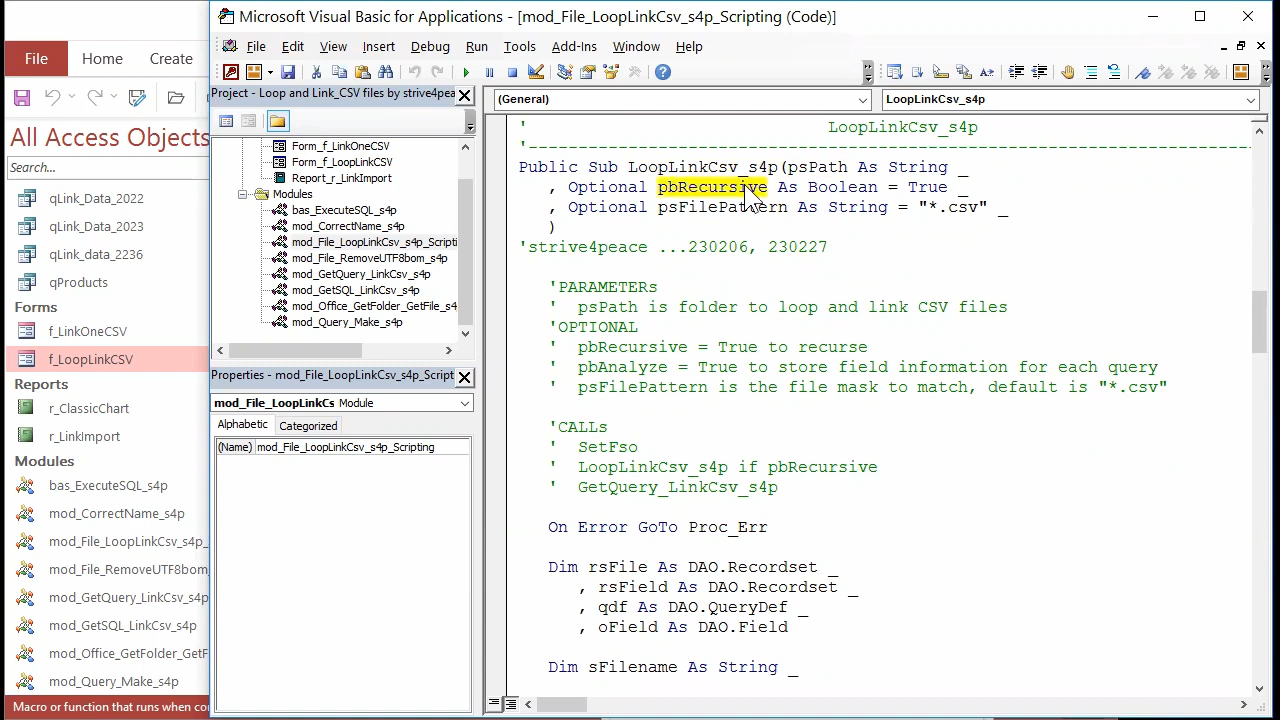 Microsoft Visual Basic for Applications - [mod_File_LoopLinkCsv_s4p_Scripting (Code)]
File Edit View Insert Debug Run Tools Add-Ins Window Help
File Home Create
All Access Objects
Search...
qLink_Data_2022
qLink_Data_2023
qLink_data_2236
qProducts
Forms
f_LinkOneCSV
f_LoopLinkCSV
Reports
r_ClassicChart
r_LinkImport
Modules
bas_ExecuteSQL_s4p
mod_CorrectName_s4p
mod_File_LoopLinkCsv_s4p_
mod_File_RemoveUTF8bom_
mod_GetQuery_LinkCsv_s4p
mod_GetSQL_LinkCsv_s4p
mod_Office_GetFolder_GetF
mod_Query_Make_s4p
Macro or function that runs when co
Project - Loop and Link_CSV files by strive4pea
Form_f_LinkOneCSV
Form_f_LoopLinkCSV
Report_r_LinkImport
Modules
bas_ExecuteSQL_s4p
mod_CorrectName_s4p
mod_File_LoopLinkCsv_s4p_Scripti
mod_File_RemoveUTF8bom_s4p
mod_GetQuery_LinkCsv_s4p
mod_GetSQL_LinkCsv_s4p
mod_Office_GetFolder_GetFile_s4
mod_Query_Make_s4p
Properties - mod_File_LoopLinkCsv_s4p_Script
mod_File_LoopLinkCs Module
Alphabetic Categorized
(Name) mod_File_LoopLinkCsv_s4p_Scripting
(General) LoopLinkCsv_s4p
' LoopLinkCsv_s4p
'--------------------------------------------------------------------------
Public Sub LoopLinkCsv_s4p(psPath As String _
, Optional pbRecursive As Boolean = True _
, Optional psFilePattern As String = "*.csv" _
)
'strive4peace ...230206, 230227
'PARAMETERs
' psPath is folder to loop and link CSV files
'OPTIONAL
' pbRecursive = True to recurse
' pbAnalyze = True to store field information for each query
' psFilePattern is the file mask to match, default is "*.csv"
'CALLs
' SetFso
' LoopLinkCsv_s4p if pbRecursive
' GetQuery_LinkCsv_s4p
On Error GoTo Proc_Err
Dim rsFile As DAO.Recordset _
, rsField As DAO.Recordset _
, qdf As DAO.QueryDef _
, oField As DAO.Field
Dim sFilename As String _